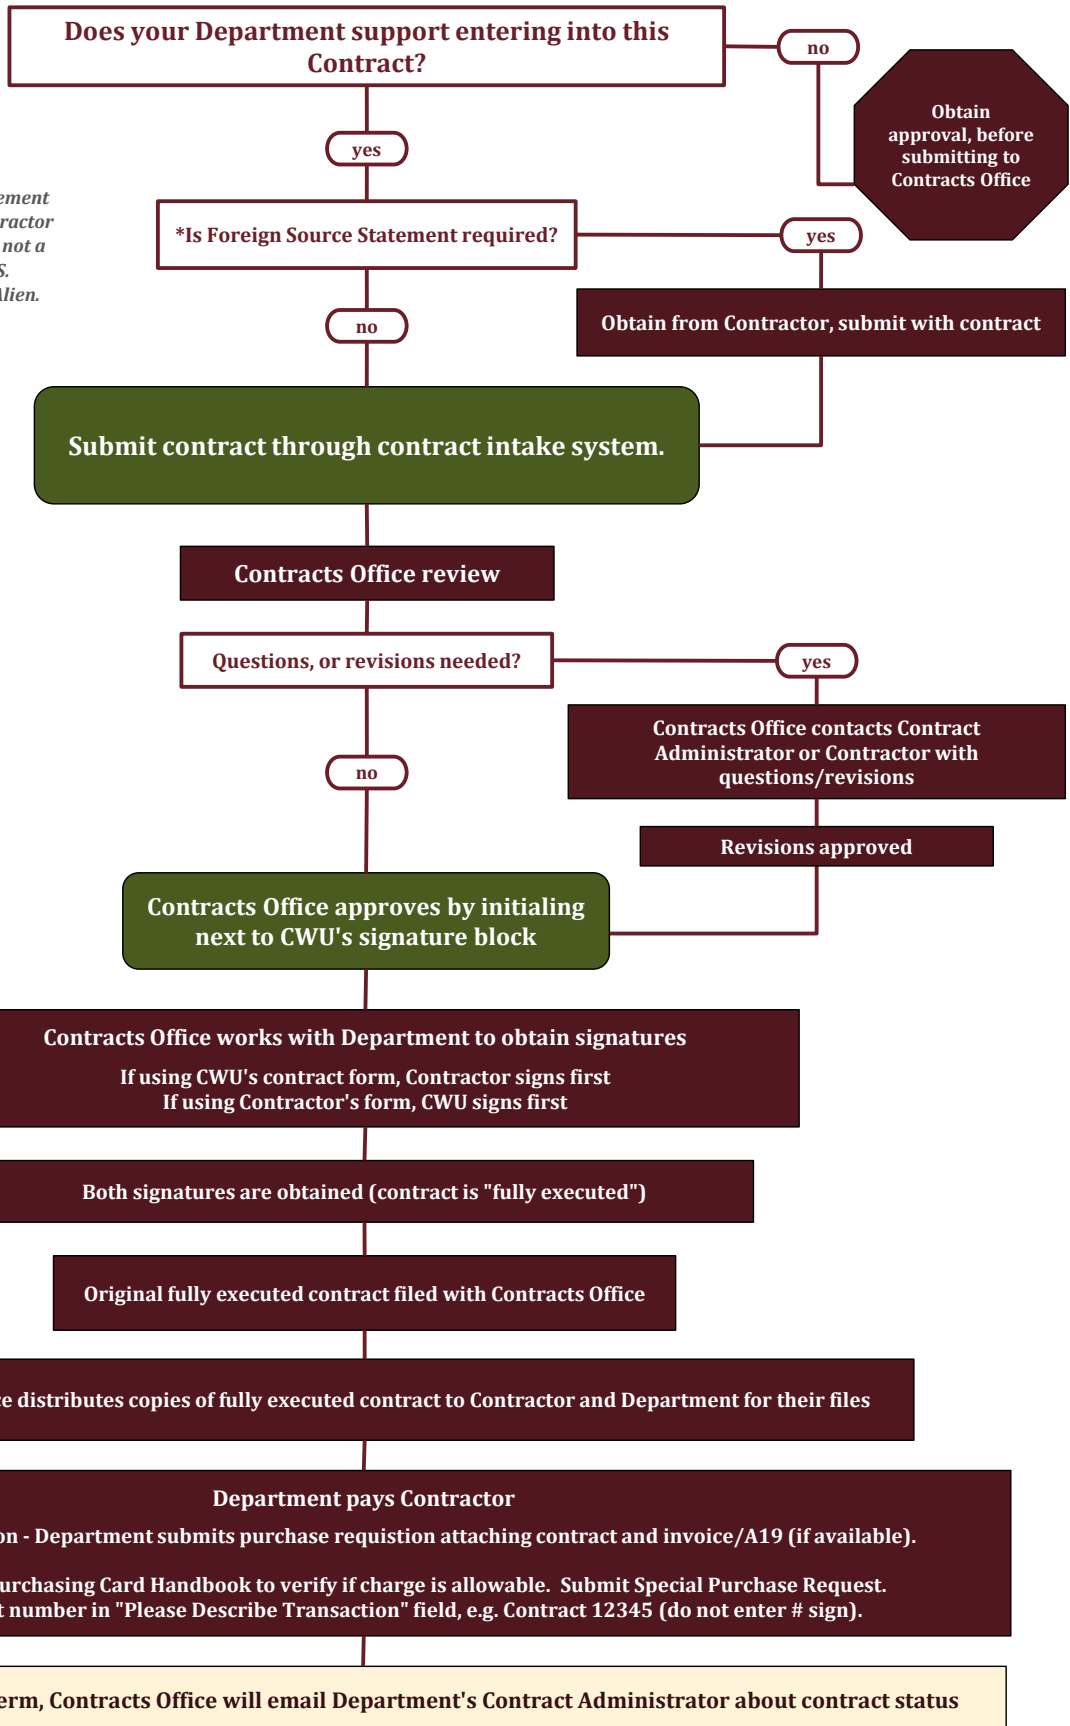 Does your Department support entering into this
Contract?
no
Obtain
approval, before
submitting to
Contracts Office
yes
not a
Alien.
*Is Foreign Source Statement required?
yes
no
Obtain from Contractor, submit with contract
Submit contract through contract intake system.
Contracts Office review
Questions, or revisions needed?
yes
Contracts Office contacts Contract
Administrator or Contractor with
questions/revisions
no
Revisions approved
Contracts Office approves by initialing
next to CWU's signature block
Contracts Office works with Department to obtain signatures
If using CWU's contract form, Contractor signs first
If using Contractor's form, CWU signs first
Both signatures are obtained (contract is "fully executed")
Original fully executed contract filed with Contracts Office
distributes copies of fully executed contract to Contractor and Department for their files
Department pays Contractor
- Department submits purchase requistion attaching contract and invoice/A19 (if available).
Purchasing Card Handbook to verify if charge is allowable. Submit Special Purchase Request.
number in "Please Describe Transaction" field, e.g. Contract 12345 (do not enter # sign).
term, Contracts Office will email Department's Contract Administrator about contract status